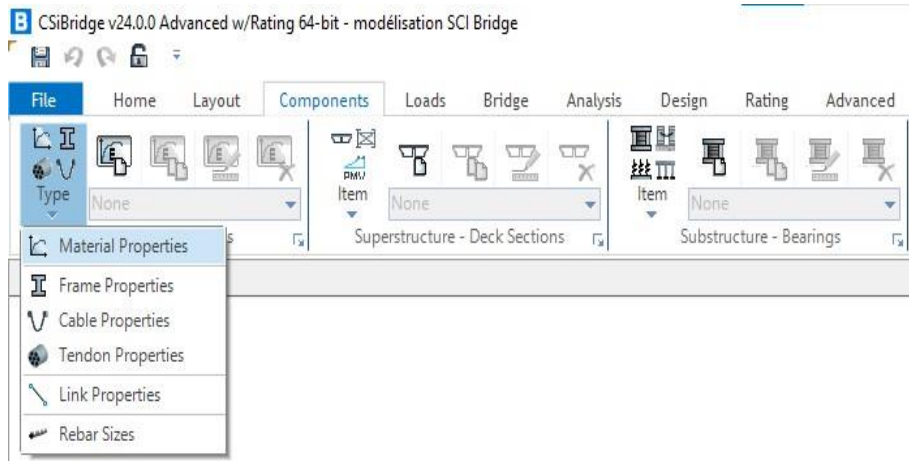 B CSiBridge v24.0.0 Advanced w/Rating 64-bit - modélisation SCI Bridge
File Home Layout Components Loads Bridge Analysis Design Rating Advanced
E E E E PMV
Type Item Item
None None None
s Superstructure - Deck Sections Substructure - Bearings
Material Properties
Frame Properties
Cable Properties
Tendon Properties
Link Properties
Rebar Sizes